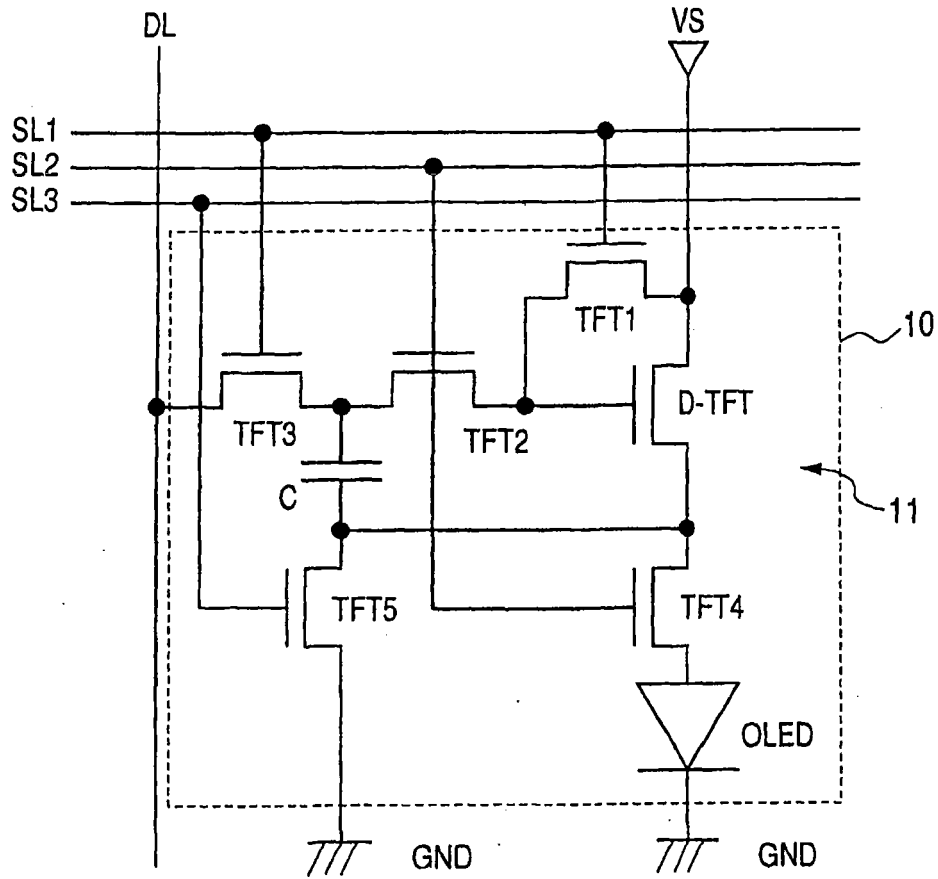 DL
VS
SL1
SL2
SL3
TFT1
10
D-TFT
TFT3
TFT2
C
11
TFT5
TFT4
OLED
GND
GND